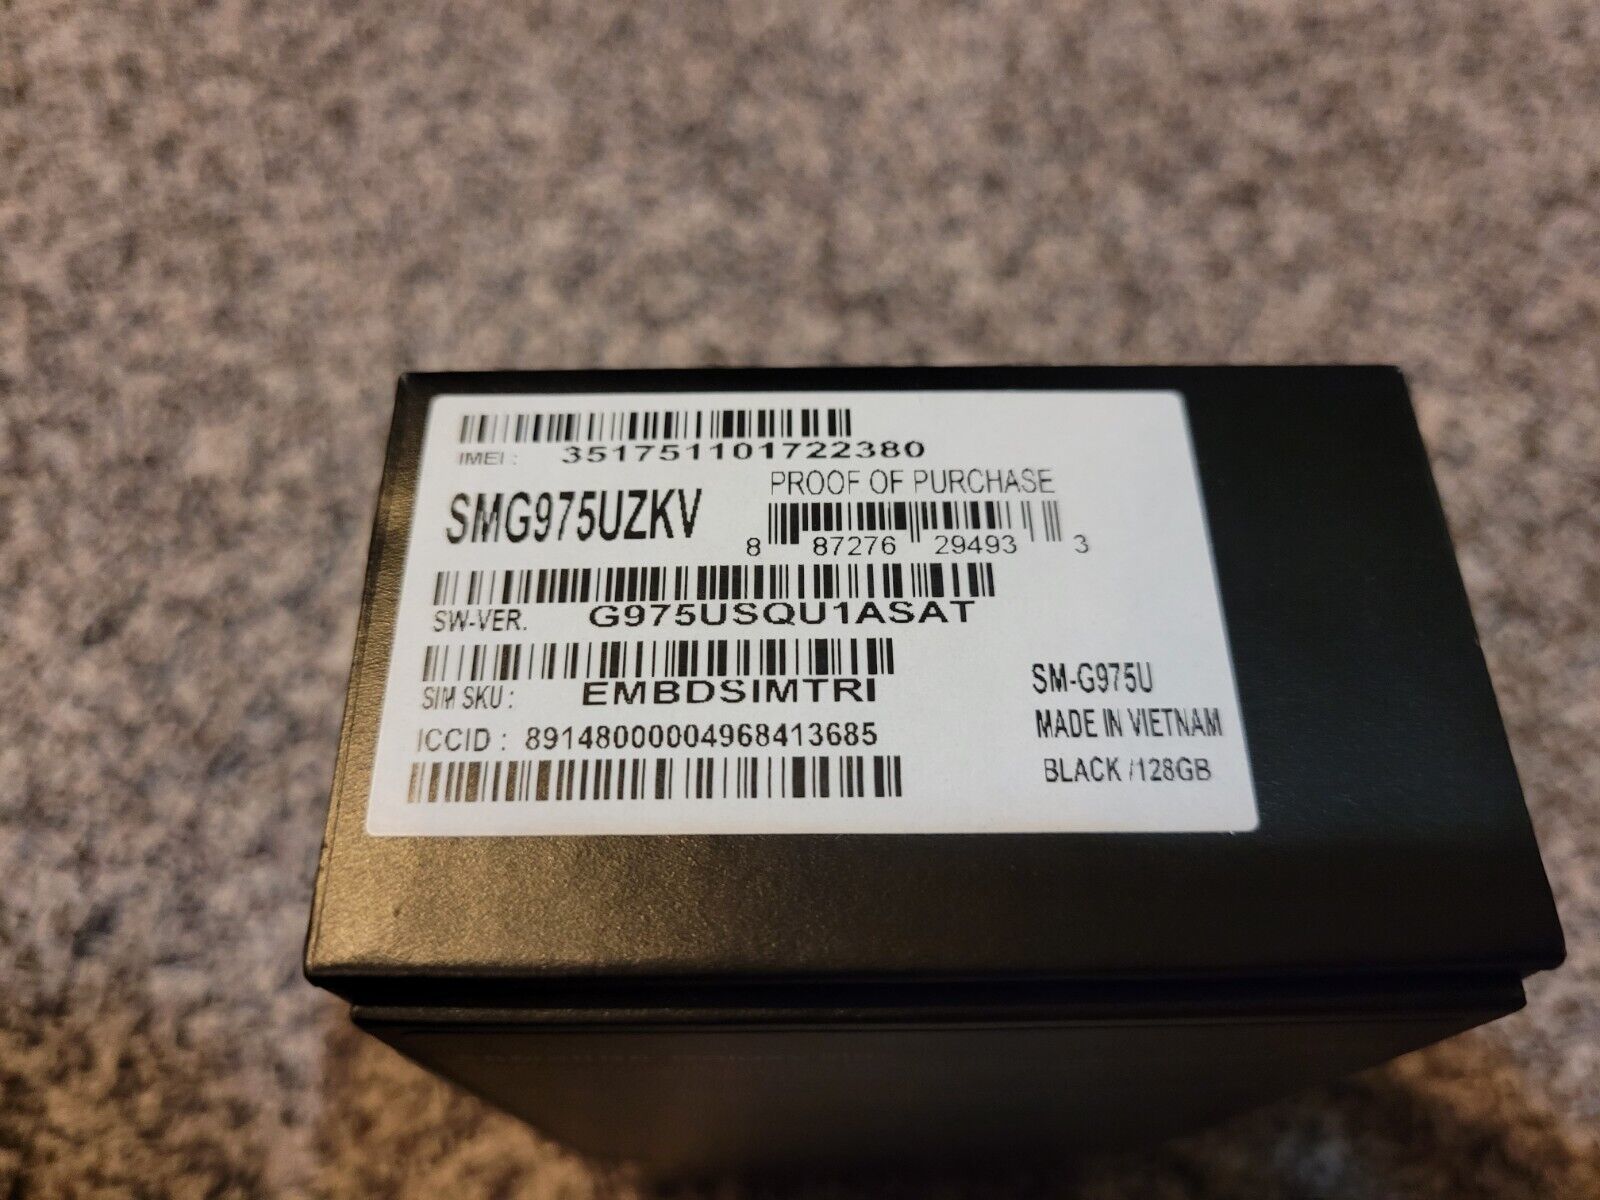 IMEI : 351751101722380
PROOF OF PURCHASE
SMG975UZKV
8 87276 29493 3
SW-VER. G975USQU1ASAT
SIM SKU : EMBDSIMTRI
ICCID : 89148000004968413685
SM-G975U
MADE IN VIETNAM
BLACK /128GB